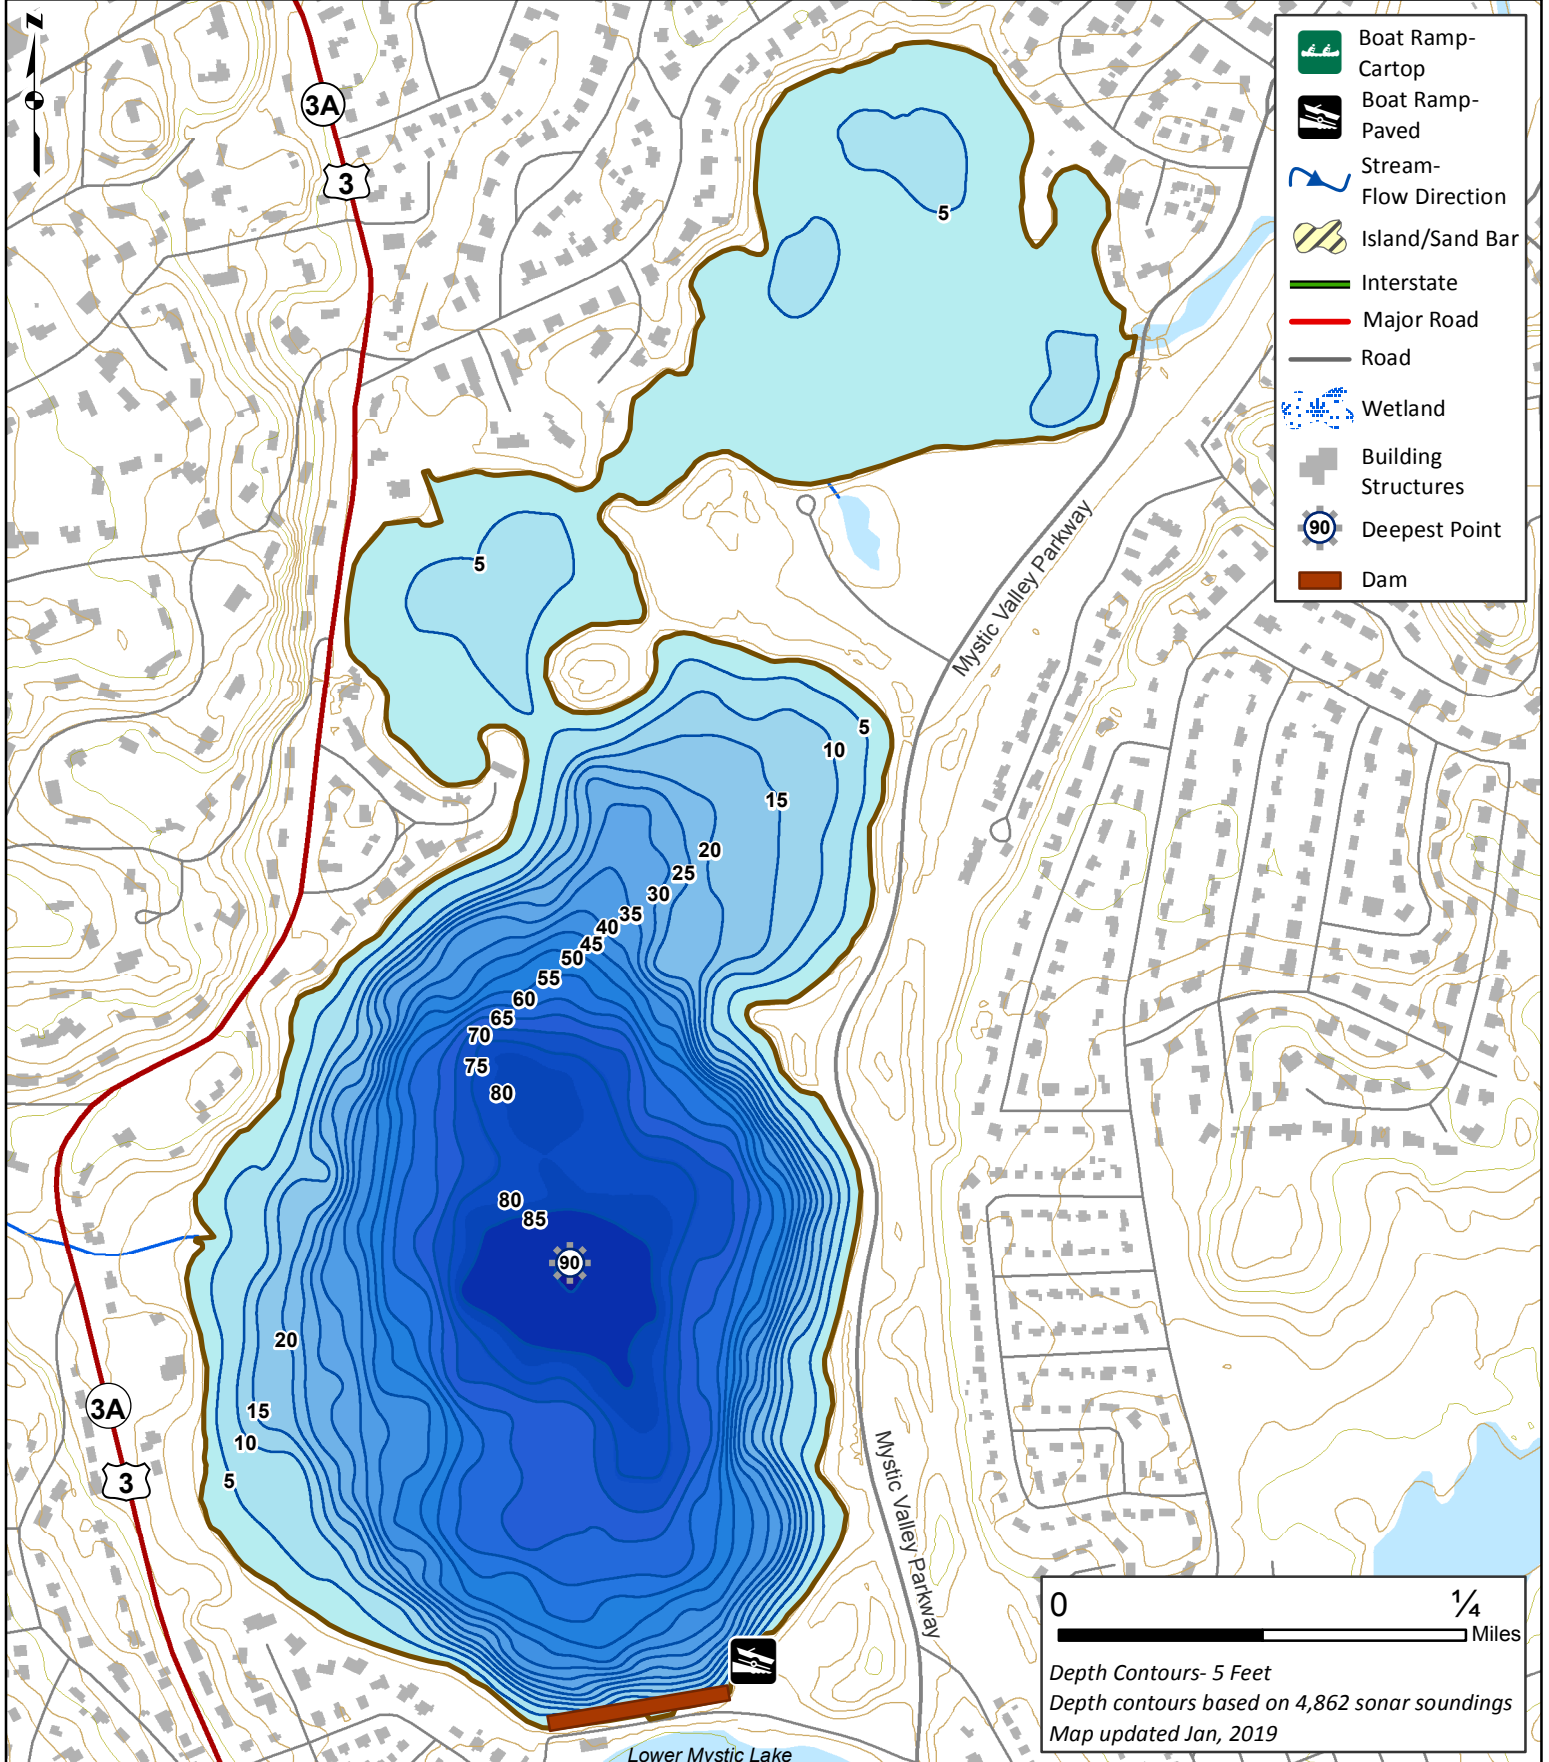 N
3A
3
5
5
5
10
15
20
25
30
35
40
45
50
55
60
65
70
75
80
80
85
90
20
15
10
5
3A
3
Mystic Valley Parkway
Mystic Valley Parkway
Lower Mystic Lake
Boat Ramp-
Cartop
Boat Ramp-
Paved
Stream-
Flow Direction
Island/Sand Bar
Interstate
Major Road
Road
Wetland
Building
Structures
90
Deepest Point
Dam
0 ¼
Miles
Depth Contours- 5 Feet
Depth contours based on 4,862 sonar soundings
Map updated Jan, 2019